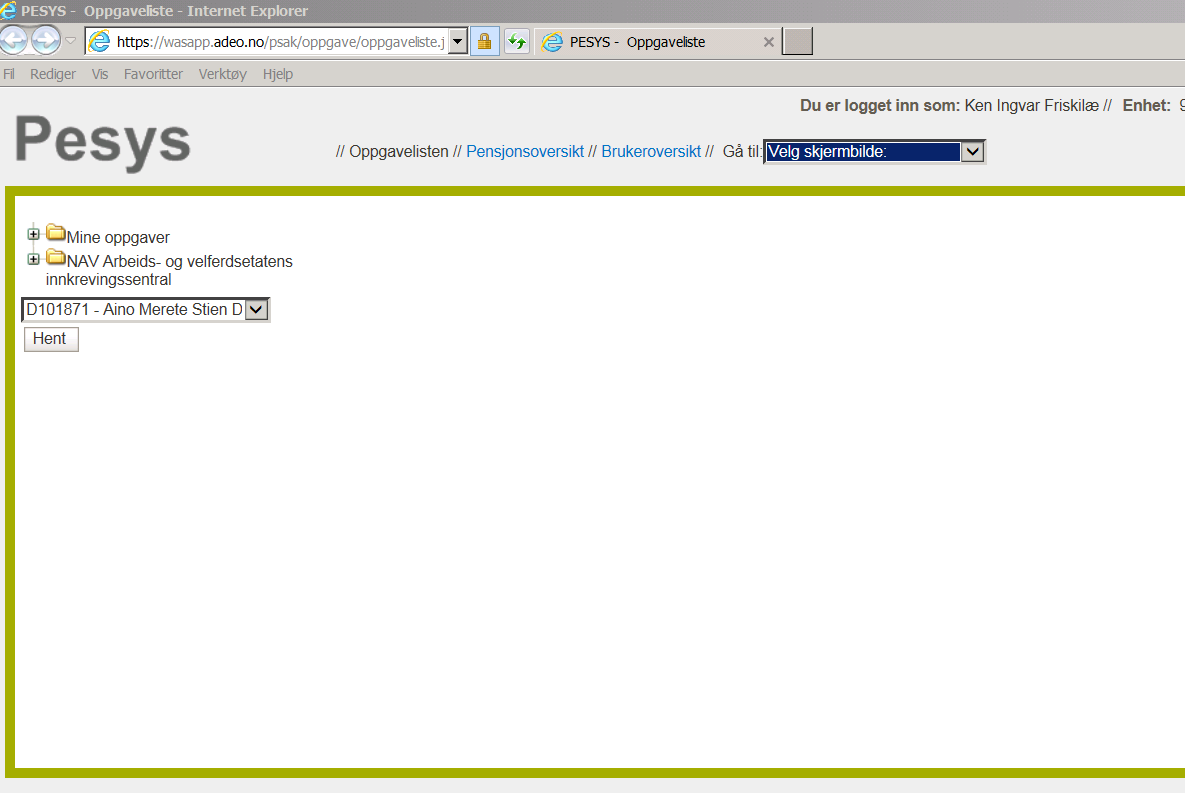 PESYS - Oppgaveliste - Internet Explorer
https://wasapp.adeo.no/psak/oppgave/oppgaveliste.j
PESYS - Oppgaveliste
Fil Rediger Vis Favoritter Verktøy Hjelp
Du er logget inn som: Ken Ingvar Friskilæ // Enhet: 9
Pesys
// Oppgavelisten // Pensjonsoversikt // Brukeroversikt // Gå til: Velg skjermbilde:
Mine oppgaver
NAV Arbeids- og velferdsetatens
innkrevingssentral
D101871 - Aino Merete Stien D
Hent